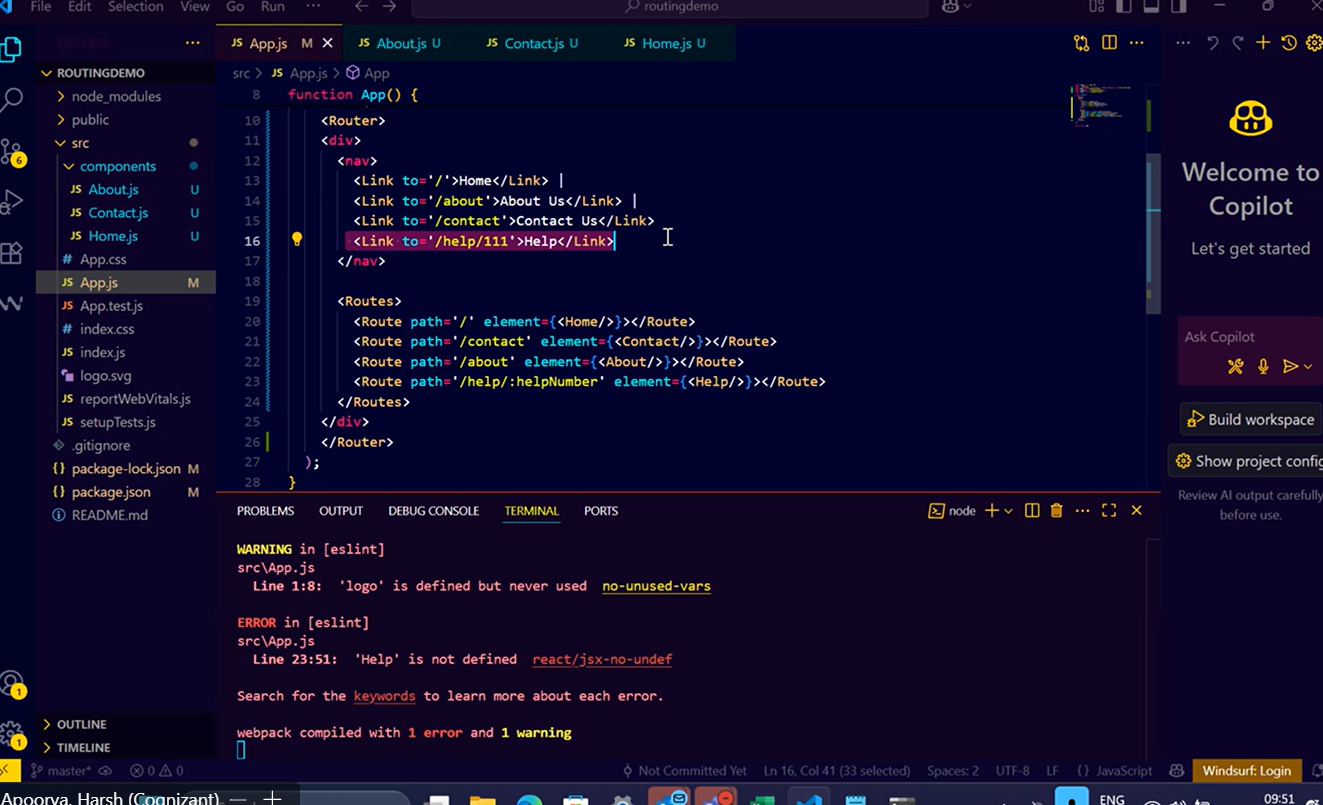 File Edit Selection View Go Run ··· routingdemo
EXPLORER
JS App.js M
JS About.js U
JS Contact.js U
JS Home.js U
ROUTINGDEMO
node_modules
public
src
components
JS About.js U
JS Contact.js U
JS Home.js U
# App.css
JS App.js M
JS App.test.js
# index.css
JS index.js
logo.svg
JS reportWebVitals.js
JS setupTests.js
.gitignore
{} package-lock.json M
{} package.json M
README.md
OUTLINE
TIMELINE
src > JS App.js > App
8 function App() {
10 <Router>
11 <div>
12 <nav>
13 <Link to='/'>Home</Link> |
14 <Link to='/about'>About Us</Link> |
15 <Link to='/contact'>Contact Us</Link>
16 <Link to='/help/111'>Help</Link>
17 </nav>
18
19 <Routes>
20 <Route path='/' element={<Home/>}></Route>
21 <Route path='/contact' element={<Contact/>}></Route>
22 <Route path='/about' element={<About/>}></Route>
23 <Route path='/help/:helpNumber' element={<Help/>}></Route>
24 </Routes>
25 </div>
26 </Router>
27 );
28 }
PROBLEMS OUTPUT DEBUG CONSOLE TERMINAL PORTS
node
WARNING in [eslint]
src\App.js
Line 1:8: 'logo' is defined but never used no-unused-vars
ERROR in [eslint]
src\App.js
Line 23:51: 'Help' is not defined react/jsx-no-undef
Search for the keywords to learn more about each error.
webpack compiled with 1 error and 1 warning
Welcome to
Copilot
Let's get started
Ask Copilot
Build workspace
Show project config
Review AI output carefully
before use.
6
1
1
master* 0 0 Not Committed Yet Ln 16, Col 41 (33 selected) Spaces: 2 UTF-8 LF {} JavaScript Windsurf: Login
Apoorva, Harsh (Cognizant)
ENG 09:51